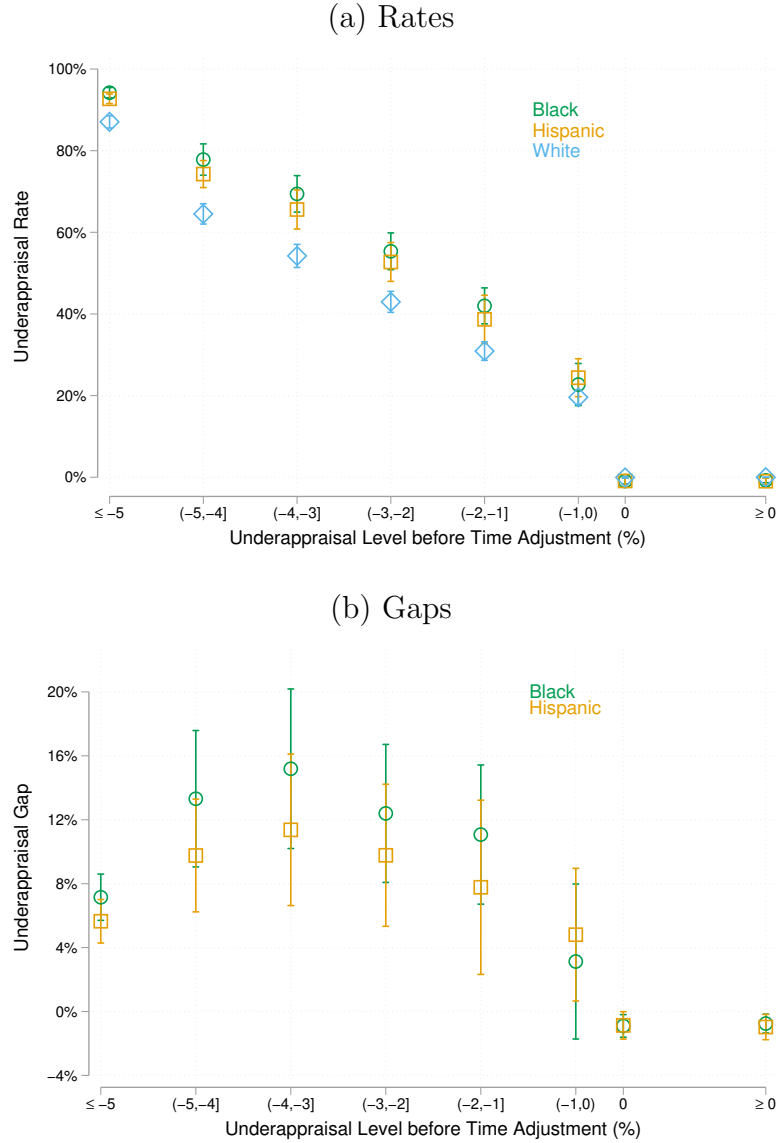 (a) Rates
100%
80%
60%
40%
20%
0%
Underappraisal Rate
Black
Hispanic
White
≤ −5 (−5,−4] (−4,−3] (−3,−2] (−2,−1] (−1,0) 0 ≥ 0
Underappraisal Level before Time Adjustment (%)
(b) Gaps
20%
16%
12%
8%
4%
0%
−4%
Underappraisal Gap
Black
Hispanic
≤ −5 (−5,−4] (−4,−3] (−3,−2] (−2,−1] (−1,0) 0 ≥ 0
Underappraisal Level before Time Adjustment (%)